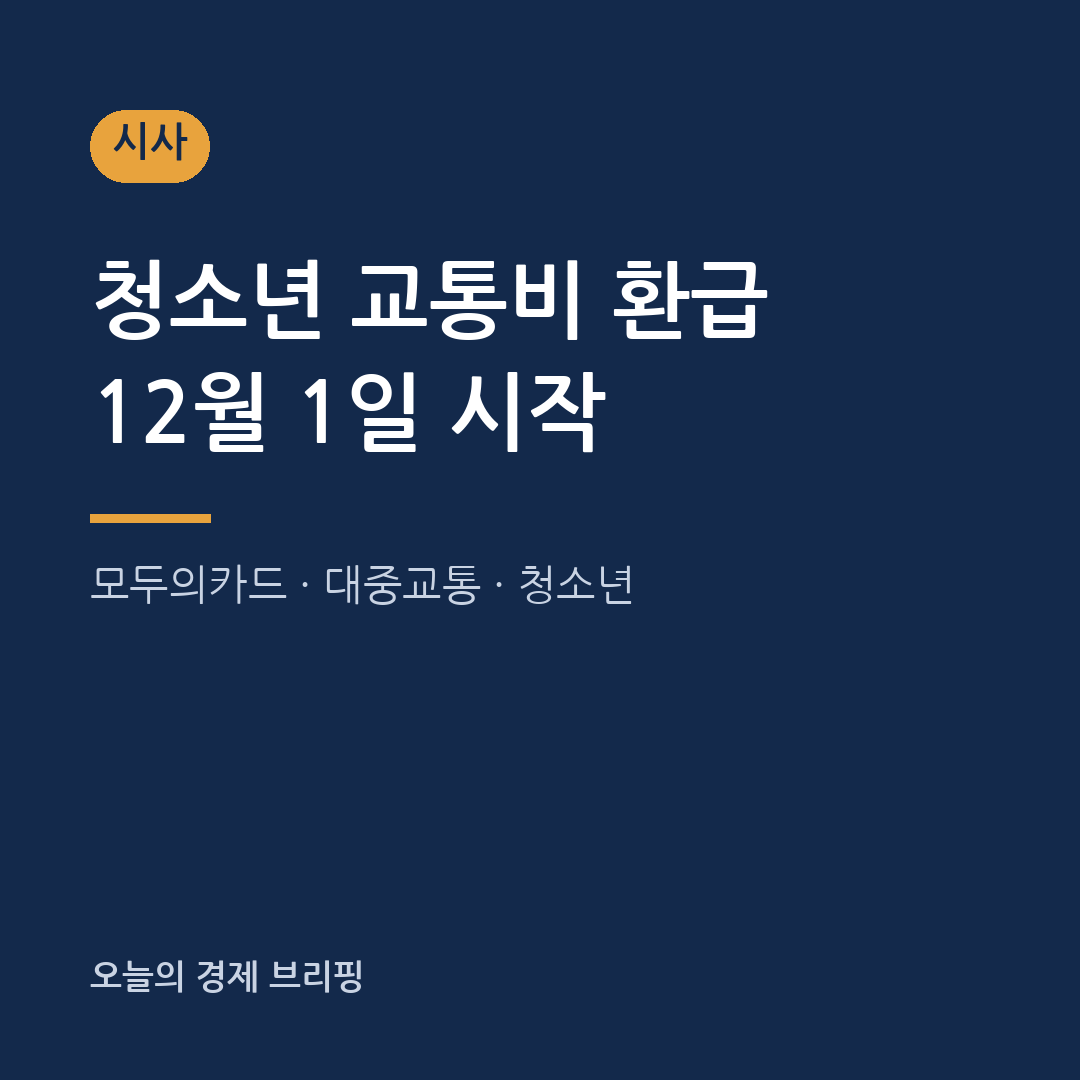 시사
청소년 교통비 환급
12월 1일 시작
모두의카드 · 대중교통 · 청소년
오늘의 경제 브리핑